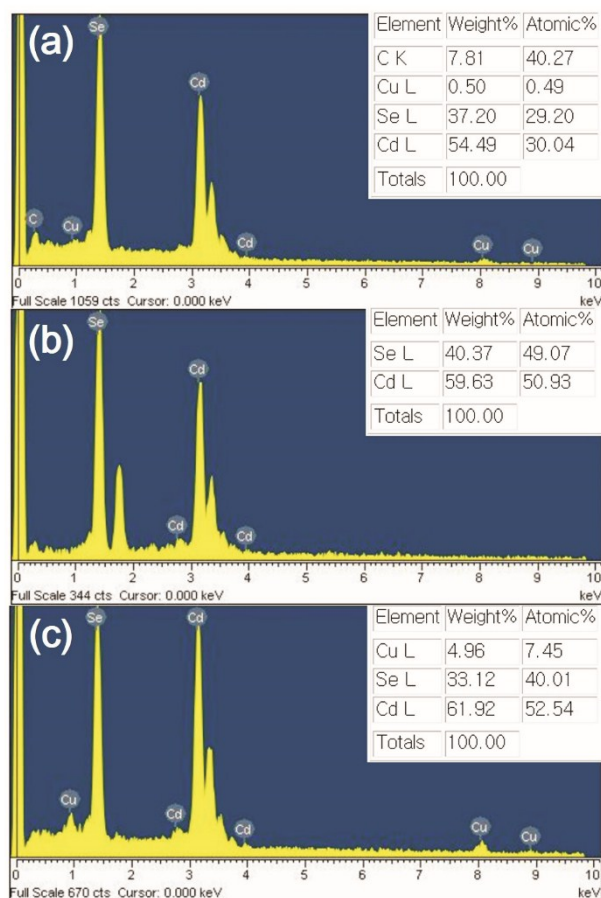 (a)
Se
Cd
C
Cu
Cd
Cu
Cu
Element Weight% Atomic%
C K 7.81 40.27
Cu L 0.50 0.49
Se L 37.20 29.20
Cd L 54.49 30.04
Totals 100.00
0 1 2 3 4 5 6 7 8 9 10
Full Scale 1059 cts Cursor: 0.000 keV keV
(b)
Se
Cd
Cd
Cd
Element Weight% Atomic%
Se L 40.37 49.07
Cd L 59.63 50.93
Totals 100.00
0 1 2 3 4 5 6 7 8 9 10
Full Scale 344 cts Cursor: 0.000 keV keV
(c)
Se
Cd
Cu
Cd
Cd
Cu
Cu
Element Weight% Atomic%
Cu L 4.96 7.45
Se L 33.12 40.01
Cd L 61.92 52.54
Totals 100.00
0 1 2 3 4 5 6 7 8 9 10
Full Scale 670 cts Cursor: 0.000 keV keV